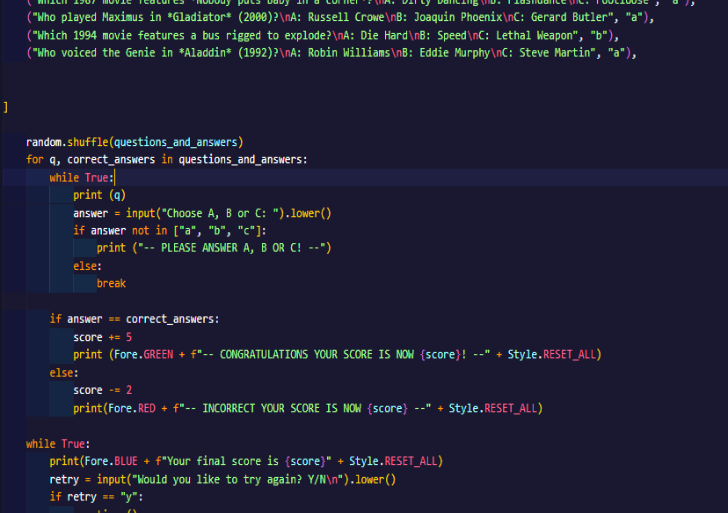 ("Which 1987 movie features *Nobody puts baby in a corner*?\nA: Dirty Dancing\nB: Flashdance\nC: Footloose", "a"),
("Who played Maximus in *Gladiator* (2000)?\nA: Russell Crowe\nB: Joaquin Phoenix\nC: Gerard Butler", "a"),
("Which 1994 movie features a bus rigged to explode?\nA: Die Hard\nB: Speed\nC: Lethal Weapon", "b"),
("Who voiced the Genie in *Aladdin* (1992)?\nA: Robin Williams\nB: Eddie Murphy\nC: Steve Martin", "a"),
]
random.shuffle(questions_and_answers)
for q, correct_answers in questions_and_answers:
while True:
print (q)
answer = input("Choose A, B or C: ").lower()
if answer not in ["a", "b", "c"]:
print ("-- PLEASE ANSWER A, B OR C! --")
else:
break
if answer == correct_answers:
score += 5
print (Fore.GREEN + f"-- CONGRATULATIONS YOUR SCORE IS NOW {score}! --" + Style.RESET_ALL)
else:
score -= 2
print(Fore.RED + f"-- INCORRECT YOUR SCORE IS NOW {score} --" + Style.RESET_ALL)
while True:
print(Fore.BLUE + f"Your final score is {score}" + Style.RESET_ALL)
retry = input("Would you like to try again? Y/N\n").lower()
if retry == "y":